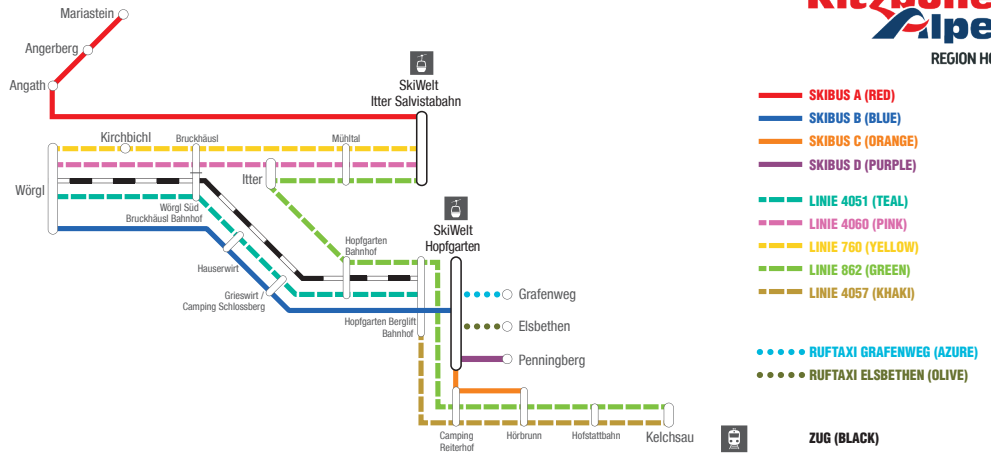 Mariastein
Angerberg
Angath
SkiWelt
Itter Salvistabahn
Kirchbichl
Bruckhäusl
Mühltal
Wörgl
Itter
Wörgl Süd
Bruckhäusl Bahnhof
SkiWelt
Hopfgarten
Hopfgarten
Bahnhof
Hauserwirt
Grieswirt /
Camping Schlossberg
Hopfgarten Berglift
Bahnhof
Grafenweg
Elsbethen
Penningberg
Camping
Reiterhof
Hörbrunn
Hofstattbahn
Kelchsau
REGION HO
SKIBUS A (RED)
SKIBUS B (BLUE)
SKIBUS C (ORANGE)
SKIBUS D (PURPLE)
LINIE 4051 (TEAL)
LINIE 4060 (PINK)
LINIE 760 (YELLOW)
LINIE 862 (GREEN)
LINIE 4057 (KHAKI)
RUFTAXI GRAFENWEG (AZURE)
RUFTAXI ELSBETHEN (OLIVE)
ZUG (BLACK)